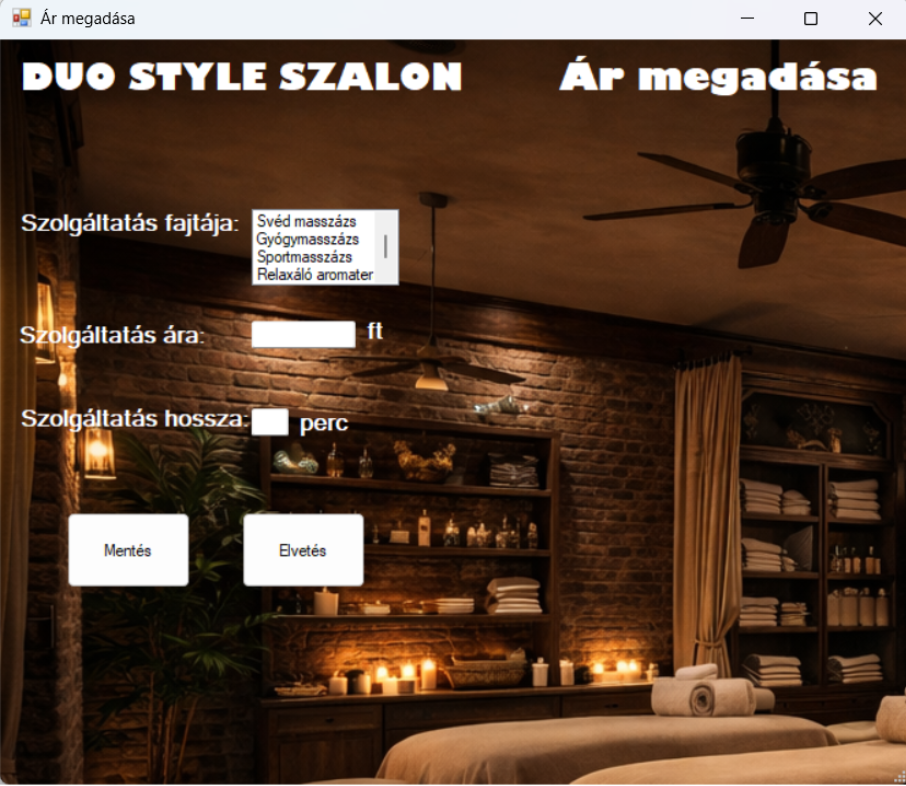 Ár megadása
DUO STYLE SZALON
Ár megadása
Szolgáltatás fajtája:
Svéd masszázs
Gyógymasszázs
Sportmasszázs
Relaxáló aromater
Szolgáltatás ára:
ft
Szolgáltatás hossza:
perc
Mentés
Elvetés